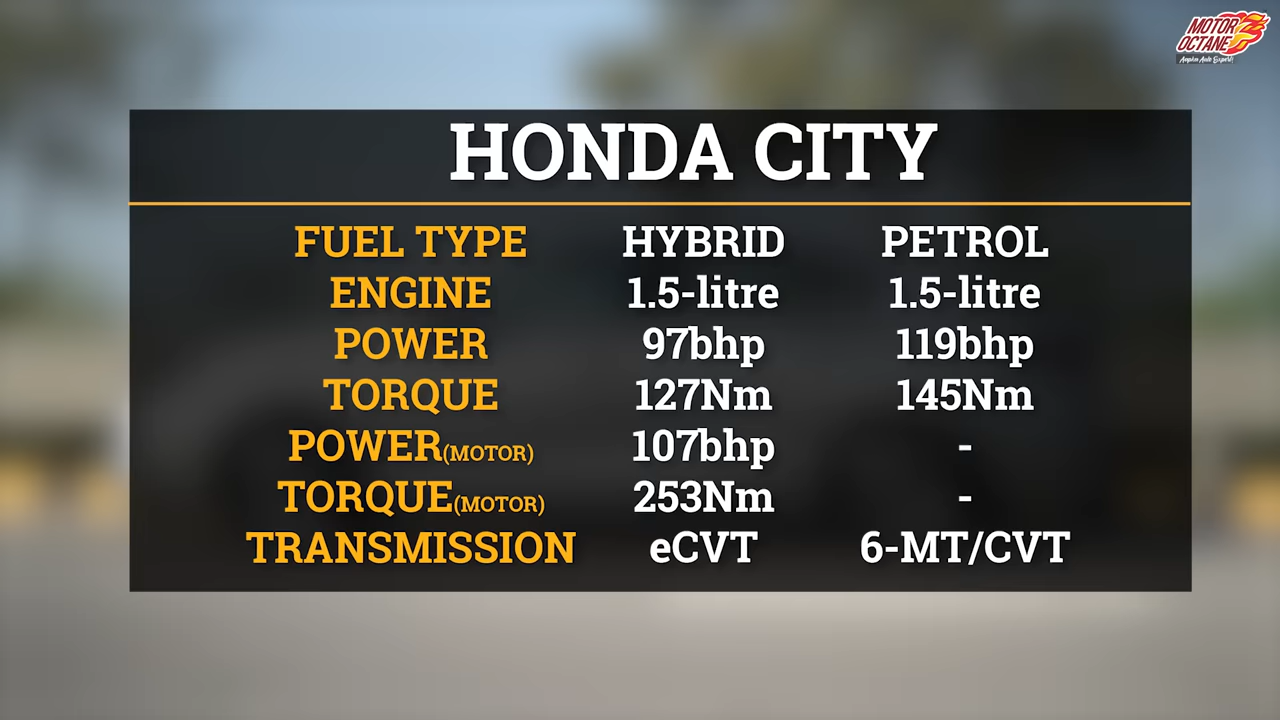 MOTOR
OCTANE
HONDA CITY
FUEL TYPE HYBRID PETROL
ENGINE 1.5-litre 1.5-litre
POWER 97bhp 119bhp
TORQUE 127Nm 145Nm
POWER(MOTOR) 107bhp -
TORQUE(MOTOR) 253Nm -
TRANSMISSION eCVT 6-MT/CVT